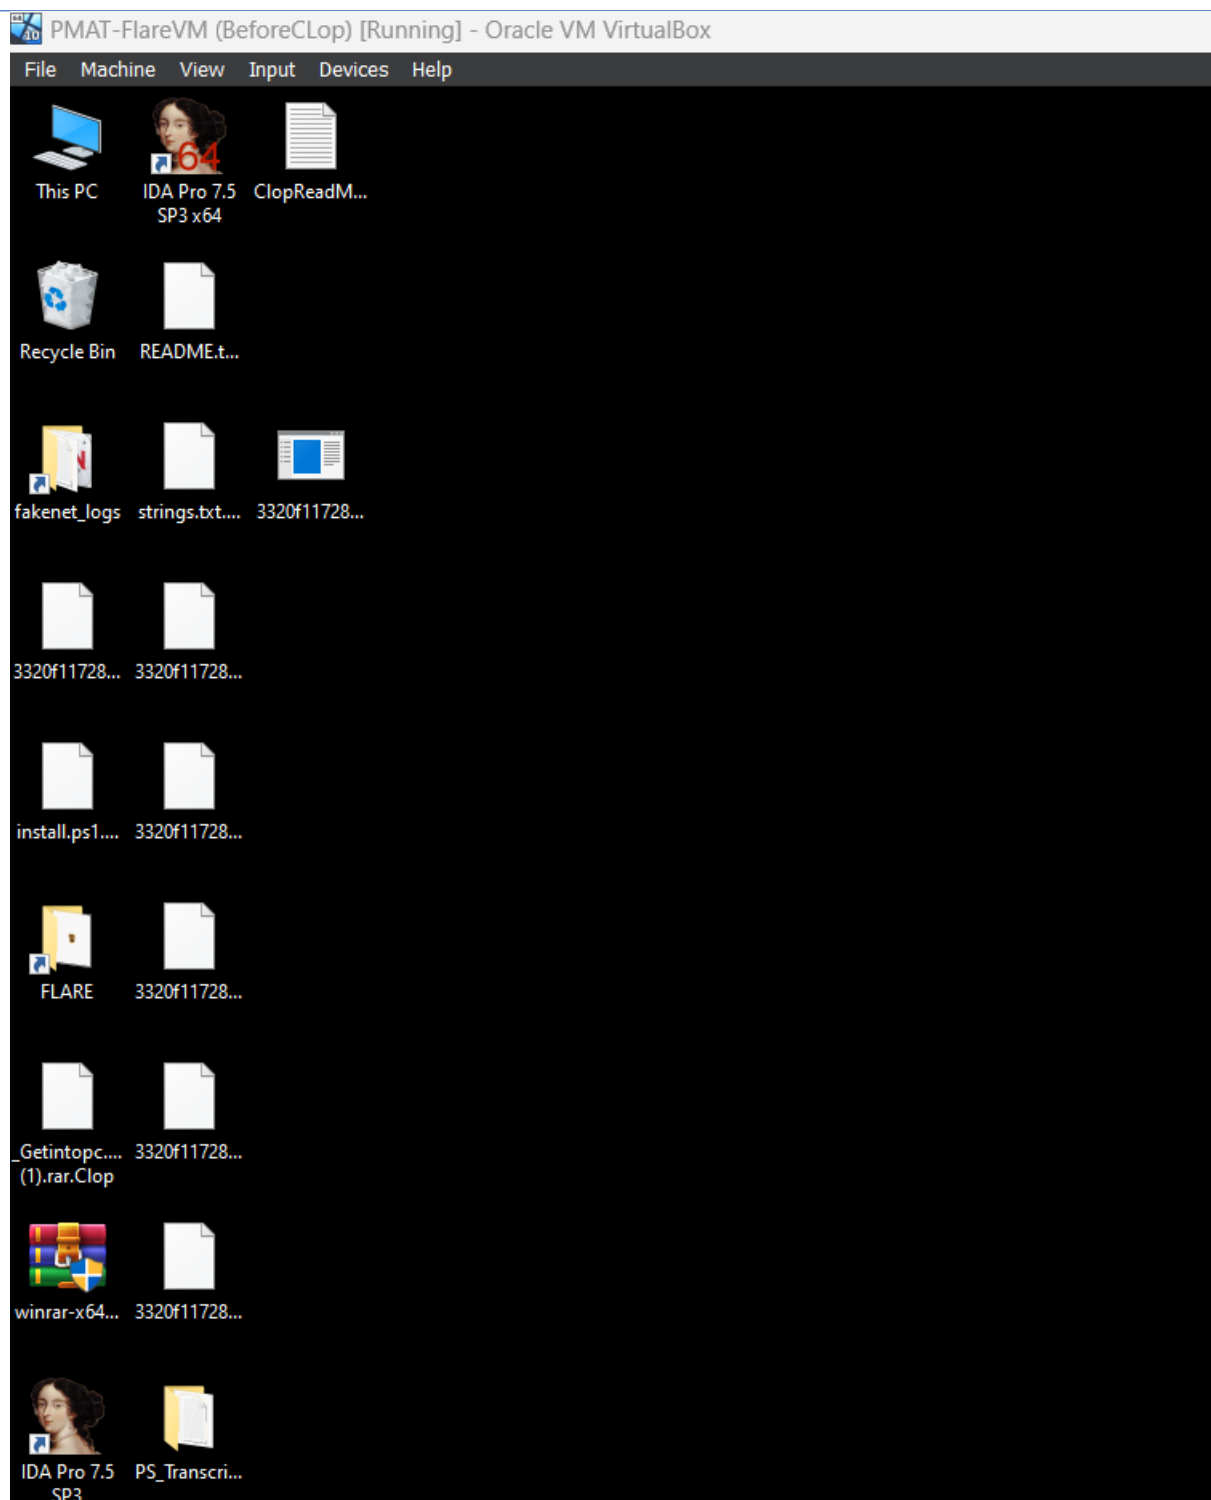 PMAT-FlareVM (BeforeCLop) [Running] - Oracle VM VirtualBox
File Machine View Input Devices Help
This PC
IDA Pro 7.5
SP3 x64
ClopReadM...
Recycle Bin
README.t...
fakenet_logs
strings.txt....
3320f11728...
3320f11728...
3320f11728...
install.ps1....
3320f11728...
FLARE
3320f11728...
_Getintopc....
(1).rar.Clop
3320f11728...
winrar-x64...
3320f11728...
IDA Pro 7.5
SP3
PS_Transcri...
64